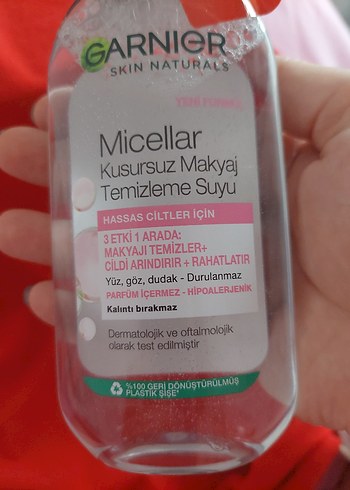 GARNIER
SKIN NATURALS
YENİ FORMÜL
Micellar
Kusursuz Makyaj
Temizleme Suyu
HASSAS CİLTLER İÇİN
3 ETKİ 1 ARADA:
MAKYAJI TEMİZLER+
CİLDİ ARINDIRIR + RAHATLATIR
Yüz, göz, dudak - Durulanmaz
PARFÜM İÇERMEZ - HİPOALERJENİK
Kalıntı bırakmaz
Dermatolojik ve oftalmolojik
olarak test edilmiştir
%100 GERİ DÖNÜŞTÜRÜLMÜŞ
PLASTİK ŞİŞE*